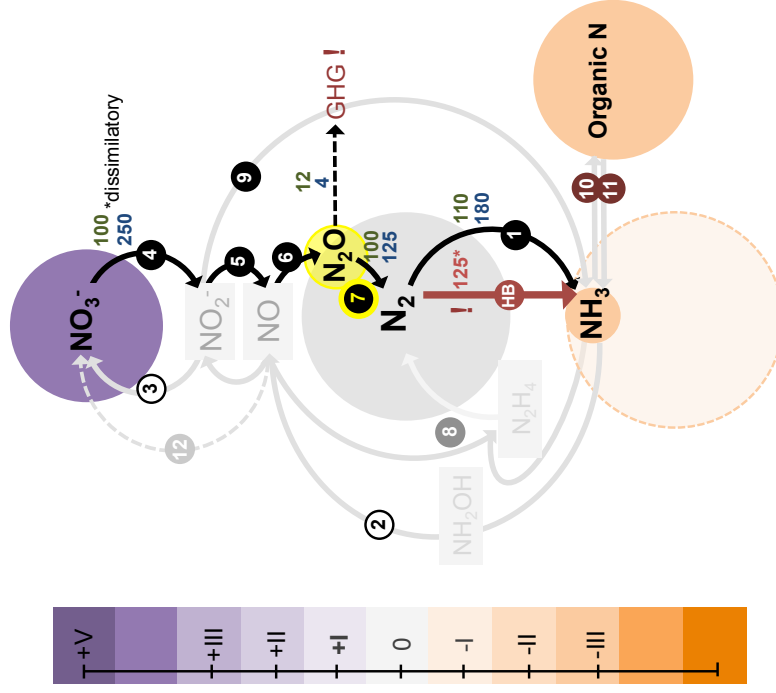 100 *dissimilatory
250
NO₃⁻
4
3
12
NO₂⁻
5
9
NO
6
GHG !
12
4
N₂O
100
125
7
N₂
110
180
1
125*
!
HB
8
N₂H₄
NH₂OH
2
NH₃
Organic N
10
11
+V
+III
+II
+I
0
-I
-II
-III